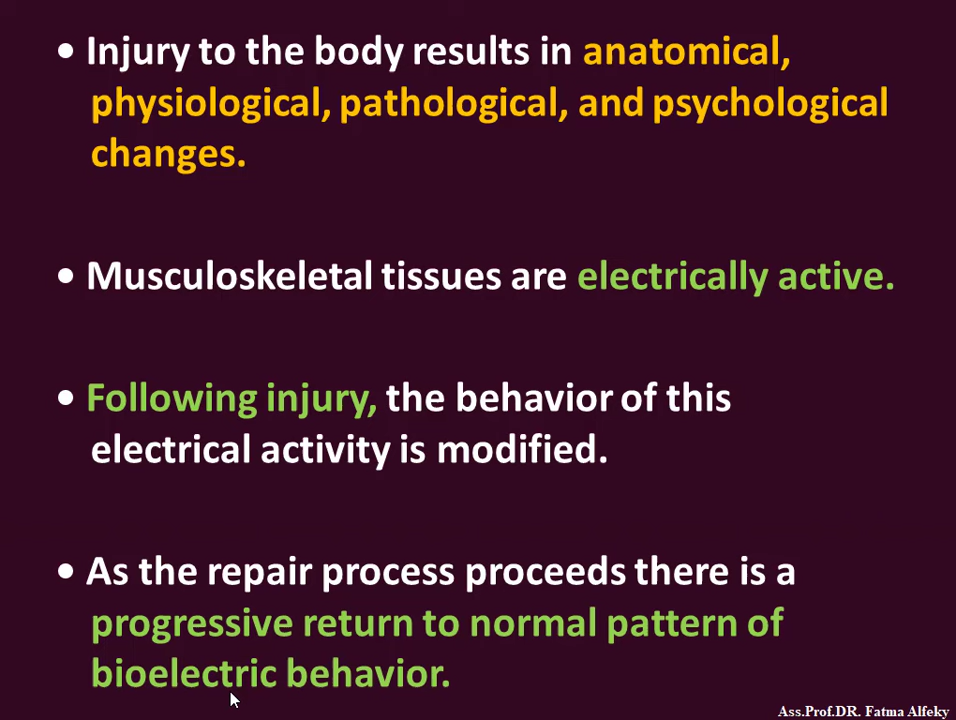 • Injury to the body results in anatomical,
physiological, pathological, and psychological
changes.
• Musculoskeletal tissues are electrically active.
• Following injury, the behavior of this
electrical activity is modified.
• As the repair process proceeds there is a
progressive return to normal pattern of
bioelectric behavior.
Ass.Prof.DR. Fatma Alfeky